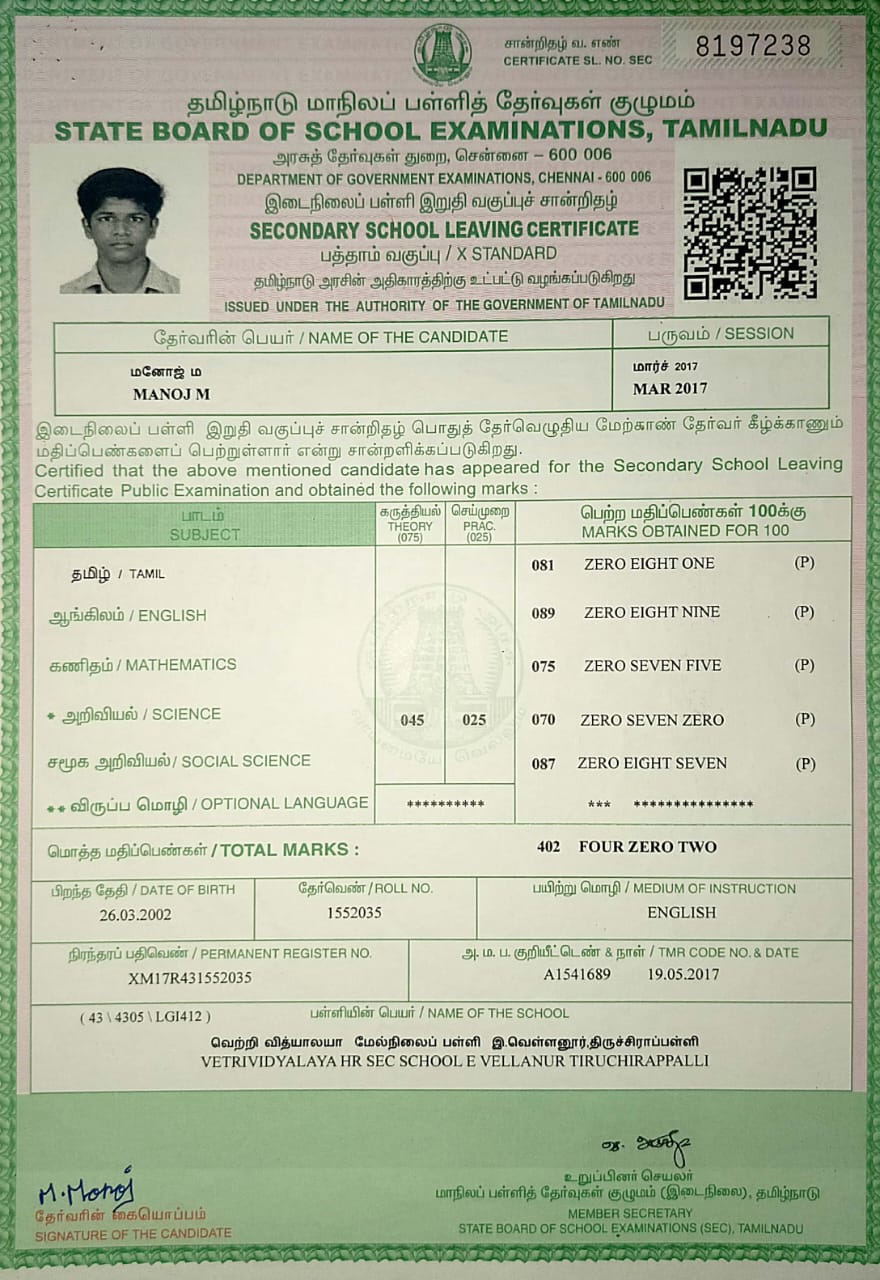 சான்றிதழ் வ. எண்
CERTIFICATE SL. NO. SEC
8197238
தமிழ்நாடு மாநிலப் பள்ளித் தேர்வுகள் குழுமம்
STATE BOARD OF SCHOOL EXAMINATIONS, TAMILNADU
அரசுத் தேர்வுகள் துறை, சென்னை – 600 006
DEPARTMENT OF GOVERNMENT EXAMINATIONS, CHENNAI - 600 006
இடைநிலைப் பள்ளி இறுதி வகுப்புச் சான்றிதழ்
SECONDARY SCHOOL LEAVING CERTIFICATE
பத்தாம் வகுப்பு / X STANDARD
தமிழ்நாடு அரசின் அதிகாரத்திற்கு உட்பட்டு வழங்கப்படுகிறது
ISSUED UNDER THE AUTHORITY OF THE GOVERNMENT OF TAMILNADU
தேர்வரின் பெயர் / NAME OF THE CANDIDATE பருவம் / SESSION
மனோஜ் ம மார்ச் 2017
MANOJ M MAR 2017
இடைநிலைப் பள்ளி இறுதி வகுப்புச் சான்றிதழ் பொதுத் தேர்வெழுதிய மேற்காண் தேர்வர் கீழ்க்காணும்
மதிப்பெண்களைப் பெற்றுள்ளார் என்று சான்றளிக்கப்படுகிறது.
Certified that the above mentioned candidate has appeared for the Secondary School Leaving
Certificate Public Examination and obtained the following marks :
பாடம் கருத்தியல் செய்முறை பெற்ற மதிப்பெண்கள் 100க்கு
SUBJECT THEORY PRAC. MARKS OBTAINED FOR 100
(075) (025)
தமிழ் / TAMIL 081 ZERO EIGHT ONE (P)
ஆங்கிலம் / ENGLISH 089 ZERO EIGHT NINE (P)
கணிதம் / MATHEMATICS 075 ZERO SEVEN FIVE (P)
* அறிவியல் / SCIENCE 045 025 070 ZERO SEVEN ZERO (P)
சமூக அறிவியல் / SOCIAL SCIENCE 087 ZERO EIGHT SEVEN (P)
** விருப்ப மொழி / OPTIONAL LANGUAGE ********** *** ***************
மொத்த மதிப்பெண்கள் / TOTAL MARKS : 402 FOUR ZERO TWO
பிறந்த தேதி / DATE OF BIRTH தேர்வெண் / ROLL NO. பயிற்று மொழி / MEDIUM OF INSTRUCTION
26.03.2002 1552035 ENGLISH
நிரந்தரப் பதிவெண் / PERMANENT REGISTER NO. அ. ம. ப. குறியீட்டெண் & நாள் / TMR CODE NO. & DATE
XM17R431552035 A1541689 19.05.2017
( 43 \ 4305 \ LGI412 ) பள்ளியின் பெயர் / NAME OF THE SCHOOL
வெற்றி வித்யாலயா மேல்நிலைப் பள்ளி இ.வெள்ளனூர்,திருச்சிராப்பள்ளி
VETRIVIDYALAYA HR SEC SCHOOL E VELLANUR TIRUCHIRAPPALLI
M. Manoj
தேர்வரின் கையொப்பம்
SIGNATURE OF THE CANDIDATE
உறுப்பினர் செயலர்
மாநிலப் பள்ளித் தேர்வுகள் குழுமம் (இடைநிலை), தமிழ்நாடு
MEMBER SECRETARY
STATE BOARD OF SCHOOL EXAMINATIONS (SEC), TAMILNADU